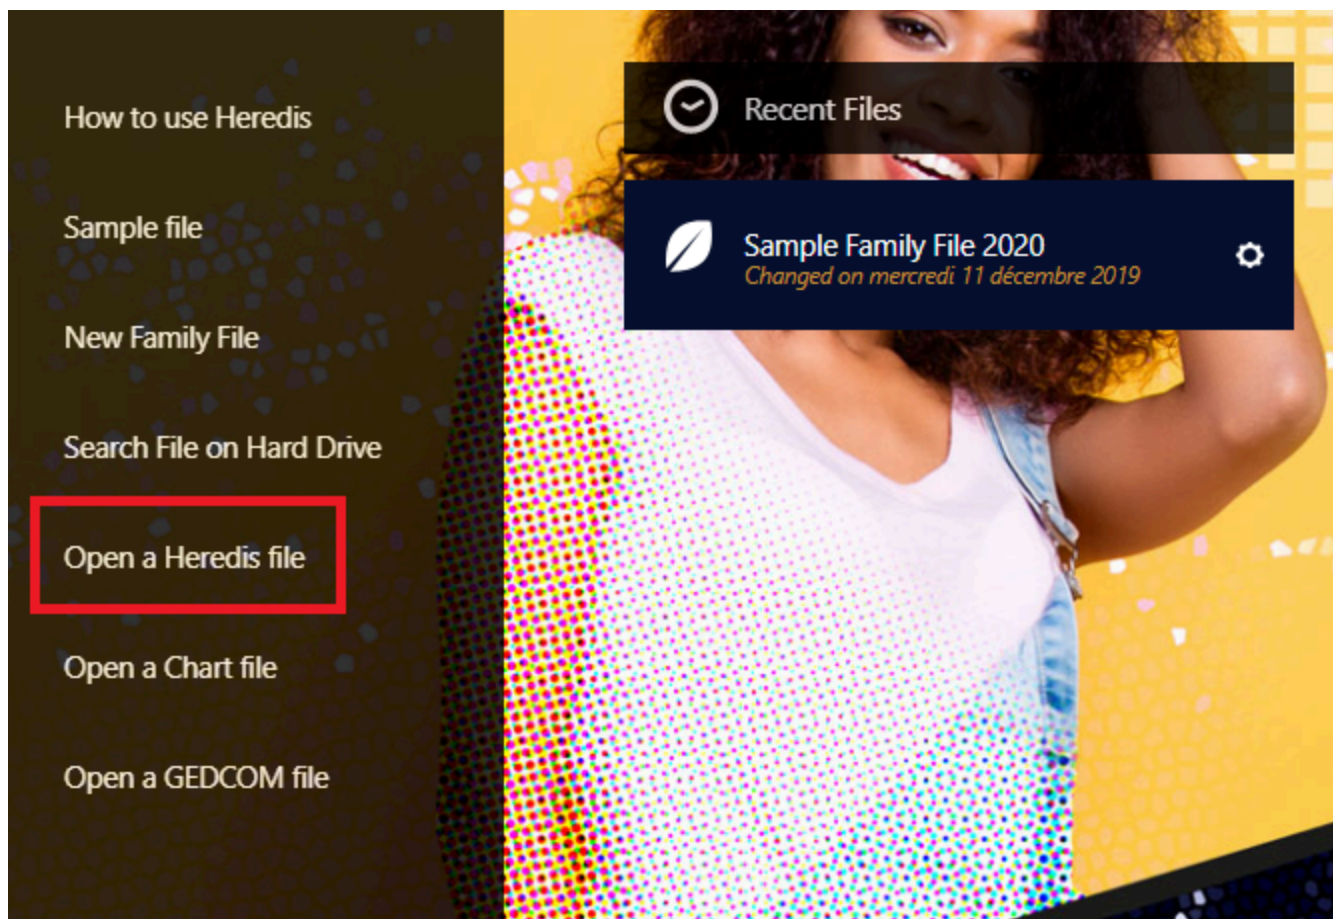 How to use Heredis
Sample file
New Family File
Search File on Hard Drive
Open a Heredis file
Open a Chart file
Open a GEDCOM file
Recent Files
Sample Family File 2020
Changed on mercredi 11 décembre 2019